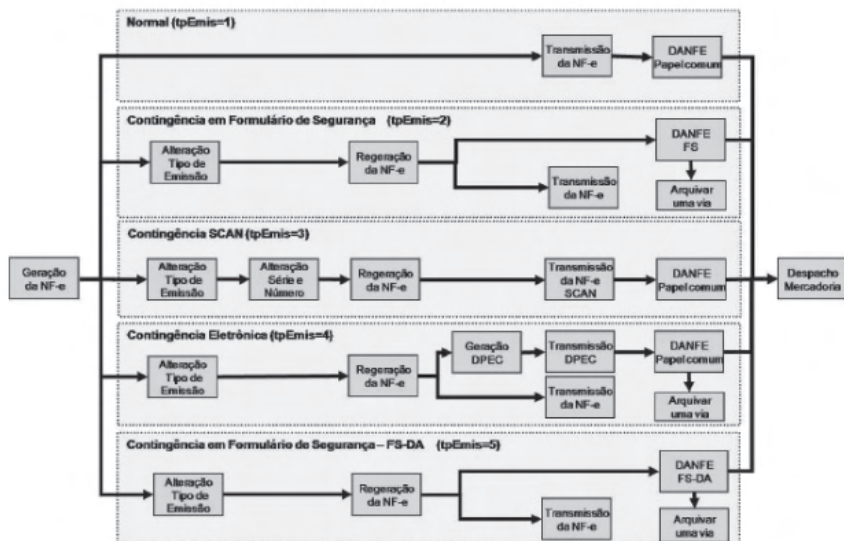 Normal (tpEmis=1)
Transmissão
da NF-e
DANFE
Papel comum
Contingência em Formulário de Segurança (tpEmis=2)
Alteração
Tipo de
Emissão
Regeração
da NF-e
DANFE
FS
Transmissão
da NF-e
Arquivar
uma via
Contingência SCAN (tpEmis=3)
Geração
da NF-e
Alteração
Tipo de
Emissão
Alteração
Série e
Número
Regeração
da NF-e
Transmissão
da NF-e
SCAN
DANFE
Papel comum
Despacho
Mercadoria
Contingência Eletrônica (tpEmis=4)
Alteração
Tipo de
Emissão
Regeração
da NF-e
Geração
DPEC
Transmissão
DPEC
DANFE
Papel comum
Transmissão
da NF-e
Arquivar
uma via
Contingência em Formulário de Segurança – FS-DA (tpEmis=5)
Alteração
Tipo de
Emissão
Regeração
da NF-e
DANFE
FS-DA
Transmissão
da NF-e
Arquivar
uma via